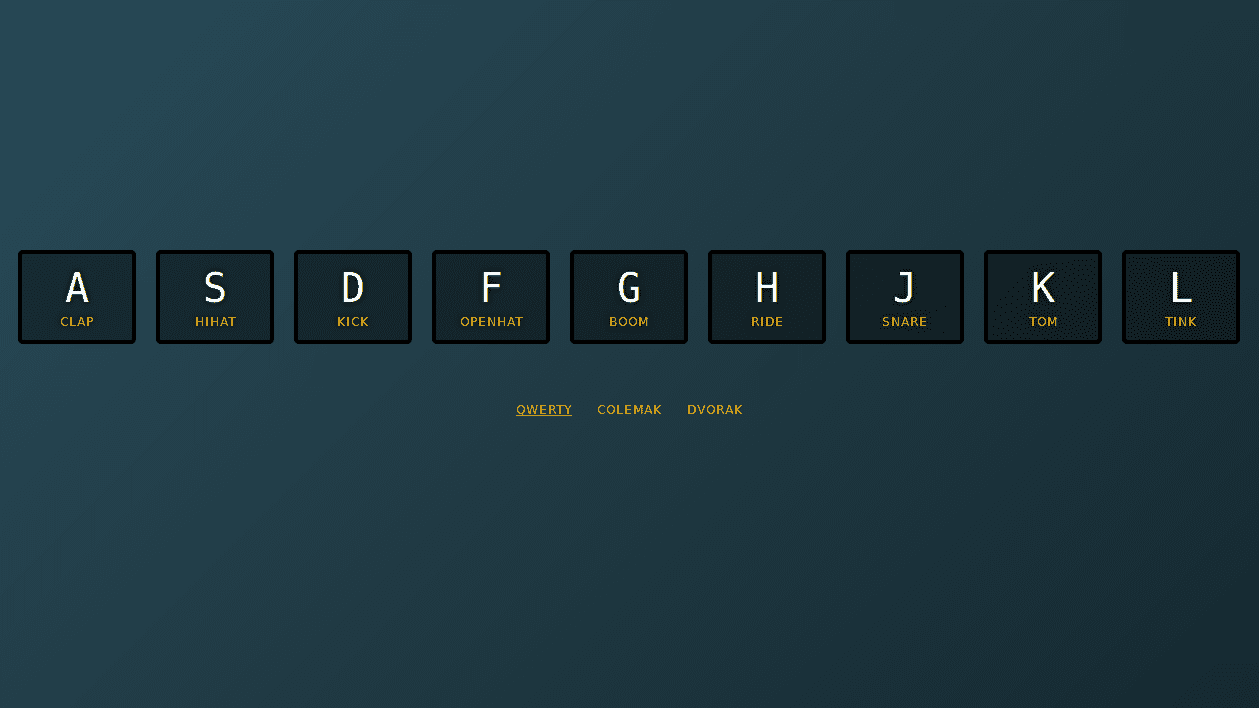 A S D F G H J K L
CLAP HIHAT KICK OPENHAT BOOM RIDE SNARE TOM TINK
QWERTY COLEMAK DVORAK